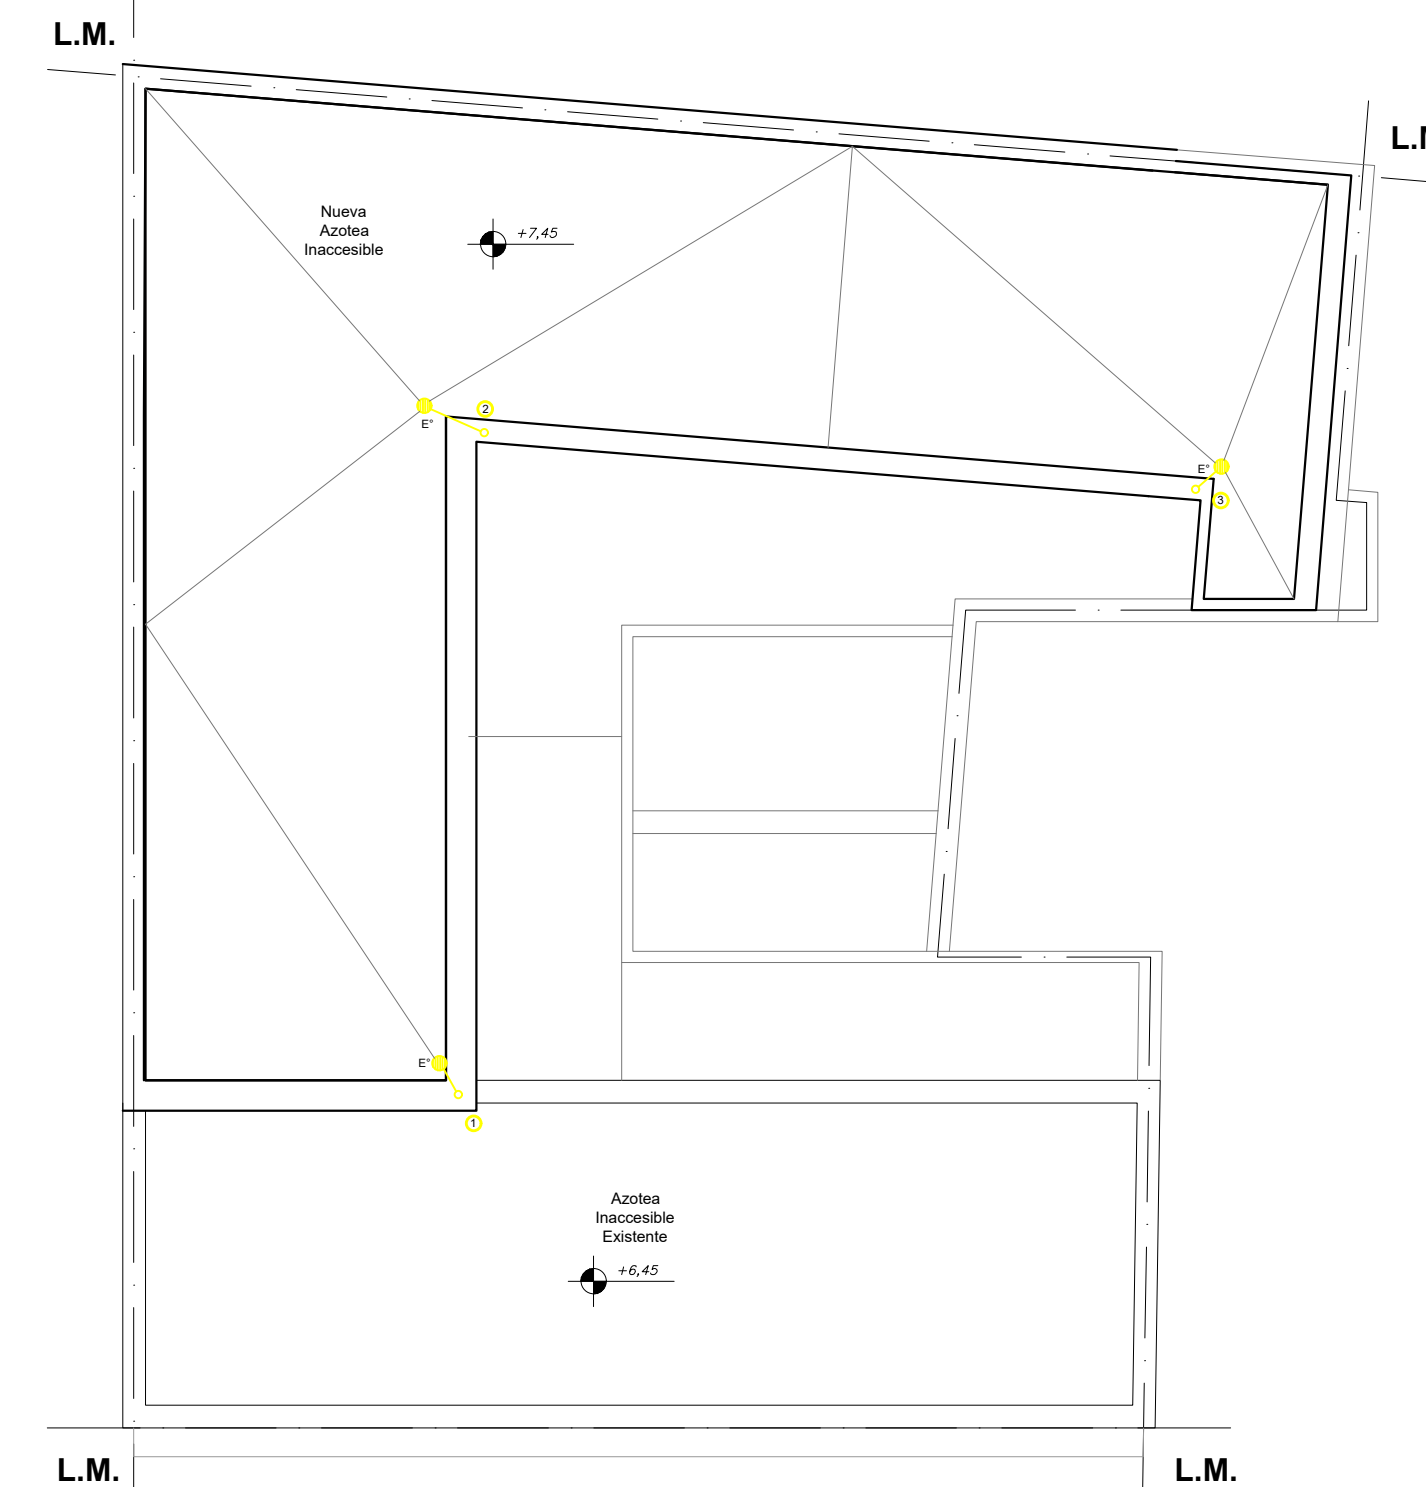 L.M.
L.M
Nueva
Azotea
Inaccesible
+7,45
2
E°
E°
3
E°
1
Azotea
Inaccesible
Existente
+6,45
L.M.
L.M.